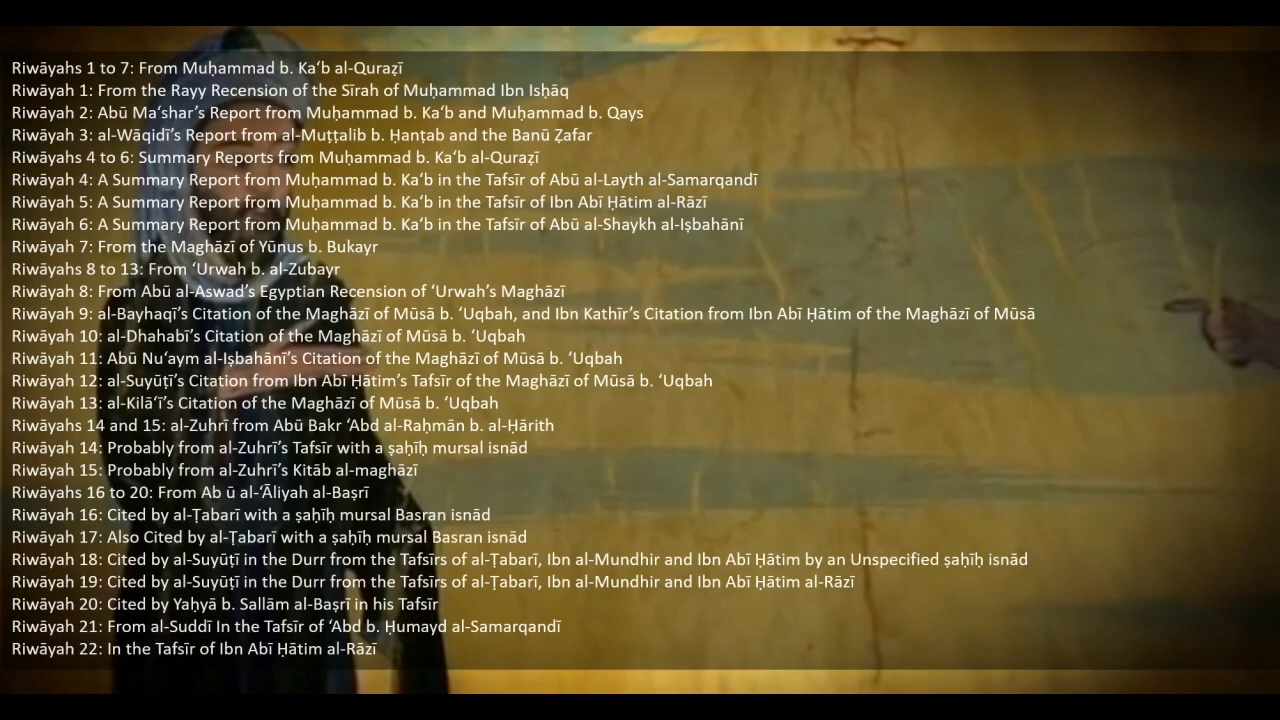 Riwāyahs 1 to 7: From Muḥammad b. Ka‘b al-Quraẓī
Riwāyah 1: From the Rayy Recension of the Sīrah of Muḥammad Ibn Isḥāq
Riwāyah 2: Abū Ma‘shar’s Report from Muḥammad b. Ka‘b and Muḥammad b. Qays
Riwāyah 3: al-Wāqidī’s Report from al-Muṭṭalib b. Ḥanṭab and the Banū Ẓafar
Riwāyahs 4 to 6: Summary Reports from Muḥammad b. Ka‘b al-Quraẓī
Riwāyah 4: A Summary Report from Muḥammad b. Ka‘b in the Tafsīr of Abū al-Layth al-Samarqandī
Riwāyah 5: A Summary Report from Muḥammad b. Ka‘b in the Tafsīr of Ibn Abī Ḥātim al-Rāzī
Riwāyah 6: A Summary Report from Muḥammad b. Ka‘b in the Tafsīr of Abū al-Shaykh al-Iṣbahānī
Riwāyah 7: From the Maghāzī of Yūnus b. Bukayr
Riwāyahs 8 to 13: From ‘Urwah b. al-Zubayr
Riwāyah 8: From Abū al-Aswad’s Egyptian Recension of ‘Urwah’s Maghāzī
Riwāyah 9: al-Bayhaqī’s Citation of the Maghāzī of Mūsā b. ‘Uqbah, and Ibn Kathīr’s Citation from Ibn Abī Ḥātim of the Maghāzī of Mūsā
Riwāyah 10: al-Dhahabī’s Citation of the Maghāzī of Mūsā b. ‘Uqbah
Riwāyah 11: Abū Nu‘aym al-Iṣbahānī’s Citation of the Maghāzī of Mūsā b. ‘Uqbah
Riwāyah 12: al-Suyūṭī’s Citation from Ibn Abī Ḥātim’s Tafsīr of the Maghāzī of Mūsā b. ‘Uqbah
Riwāyah 13: al-Kilā‘ī’s Citation of the Maghāzī of Mūsā b. ‘Uqbah
Riwāyahs 14 and 15: al-Zuhrī from Abū Bakr ‘Abd al-Raḥmān b. al-Ḥārith
Riwāyah 14: Probably from al-Zuhrī’s Tafsīr with a ṣaḥīḥ mursal isnād
Riwāyah 15: Probably from al-Zuhrī’s Kitāb al-maghāzī
Riwāyahs 16 to 20: From Ab ū al-‘Āliyah al-Baṣrī
Riwāyah 16: Cited by al-Ṭabarī with a ṣaḥīḥ mursal Basran isnād
Riwāyah 17: Also Cited by al-Ṭabarī with a ṣaḥīḥ mursal Basran isnād
Riwāyah 18: Cited by al-Suyūṭī in the Durr from the Tafsīrs of al-Ṭabarī, Ibn al-Mundhir and Ibn Abī Ḥātim by an Unspecified ṣaḥīḥ isnād
Riwāyah 19: Cited by al-Suyūṭī in the Durr from the Tafsīrs of al-Ṭabarī, Ibn al-Mundhir and Ibn Abī Ḥātim al-Rāzī
Riwāyah 20: Cited by Yaḥyā b. Sallām al-Baṣrī in his Tafsīr
Riwāyah 21: From al-Suddī In the Tafsīr of ‘Abd b. Ḥumayd al-Samarqandī
Riwāyah 22: In the Tafsīr of Ibn Abī Ḥātim al-Rāzī